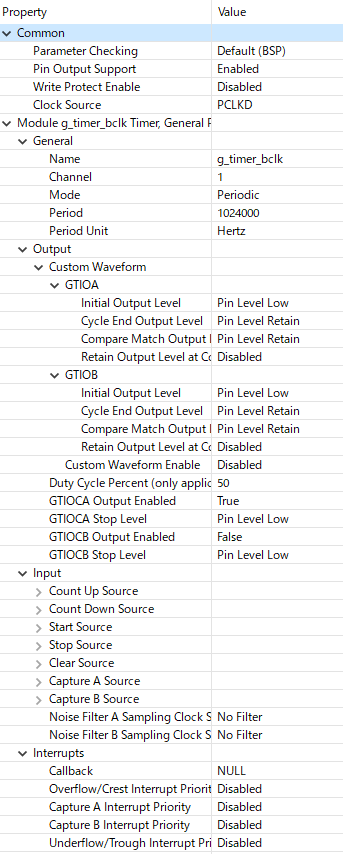 Property Value
Common
Parameter Checking Default (BSP)
Pin Output Support Enabled
Write Protect Enable Disabled
Clock Source PCLKD
Module g_timer_bclk Timer, General P
General
Name g_timer_bclk
Channel 1
Mode Periodic
Period 1024000
Period Unit Hertz
Output
Custom Waveform
GTIOA
Initial Output Level Pin Level Low
Cycle End Output Level Pin Level Retain
Compare Match Output L Pin Level Retain
Retain Output Level at Co Disabled
GTIOB
Initial Output Level Pin Level Low
Cycle End Output Level Pin Level Retain
Compare Match Output L Pin Level Retain
Retain Output Level at Co Disabled
Custom Waveform Enable Disabled
Duty Cycle Percent (only applic 50
GTIOCA Output Enabled True
GTIOCA Stop Level Pin Level Low
GTIOCB Output Enabled False
GTIOCB Stop Level Pin Level Low
Input
Count Up Source
Count Down Source
Start Source
Stop Source
Clear Source
Capture A Source
Capture B Source
Noise Filter A Sampling Clock S No Filter
Noise Filter B Sampling Clock S No Filter
Interrupts
Callback NULL
Overflow/Crest Interrupt Priorit Disabled
Capture A Interrupt Priority Disabled
Capture B Interrupt Priority Disabled
Underflow/Trough Interrupt Pri Disabled